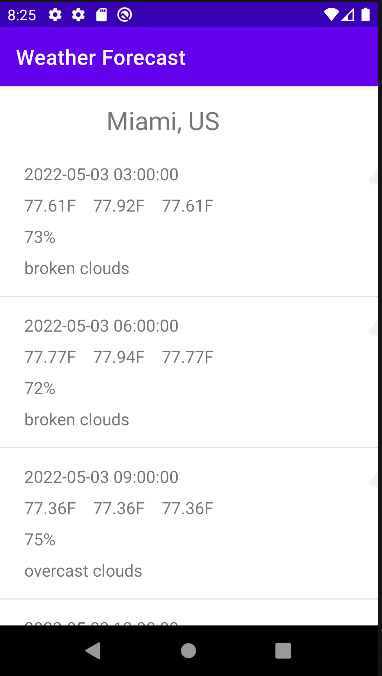 8:25
Weather Forecast
Miami, US
2022-05-03 03:00:00
77.61F 77.92F 77.61F
73%
broken clouds
2022-05-03 06:00:00
77.77F 77.94F 77.77F
72%
broken clouds
2022-05-03 09:00:00
77.36F 77.36F 77.36F
75%
overcast clouds